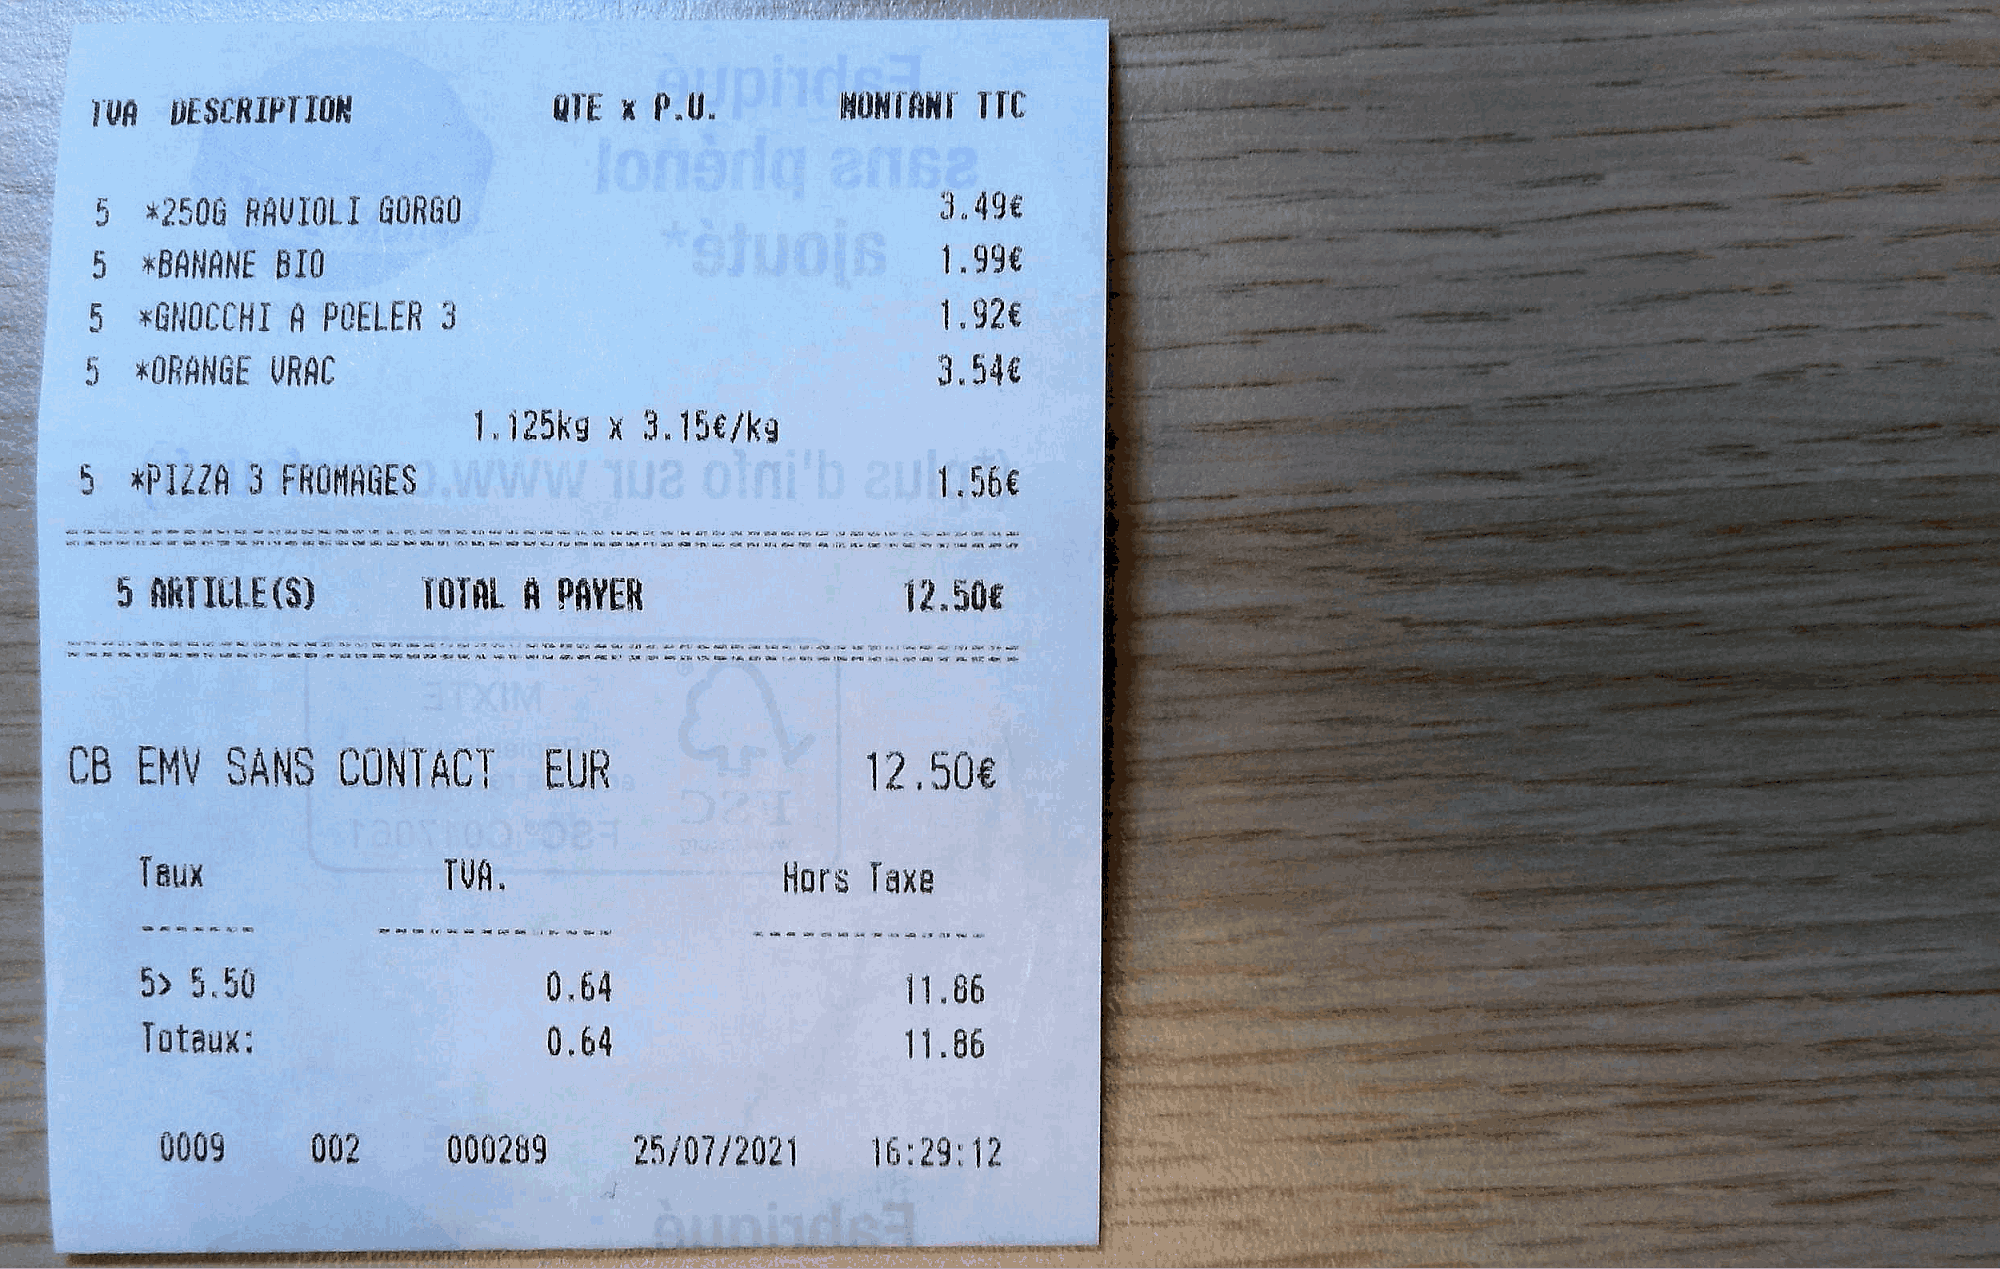 TVA DESCRIPTION QTE x P.U. MONTANT TTC
5 *250G RAVIOLI GORGO 3.49€
5 *BANANE BIO 1.99€
5 *GNOCCHI A POELER 3 1.92€
5 *ORANGE VRAC 3.54€
1.125kg x 3.15€/kg
5 *PIZZA 3 FROMAGES 1.56€
5 ARTICLE(S) TOTAL A PAYER 12.50€
CB EMV SANS CONTACT EUR 12.50€
Taux TVA. Hors Taxe
5> 5.50 0.64 11.86
Totaux: 0.64 11.86
0009 002 000289 25/07/2021 16:29:12